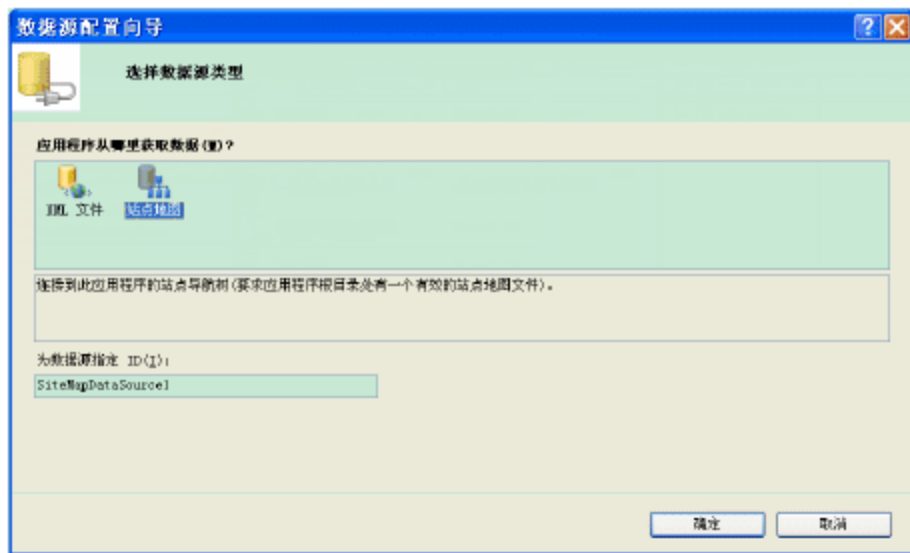 数据源配置向导
选择数据源类型
应用程序从哪里获取数据(W)?
XML 文件
站点地图
连接到此应用程序的站点导航树(要求应用程序根目录处有一个有效的站点地图文件)。
为数据源指定 ID(I):
SiteMapDataSource1
确定
取消